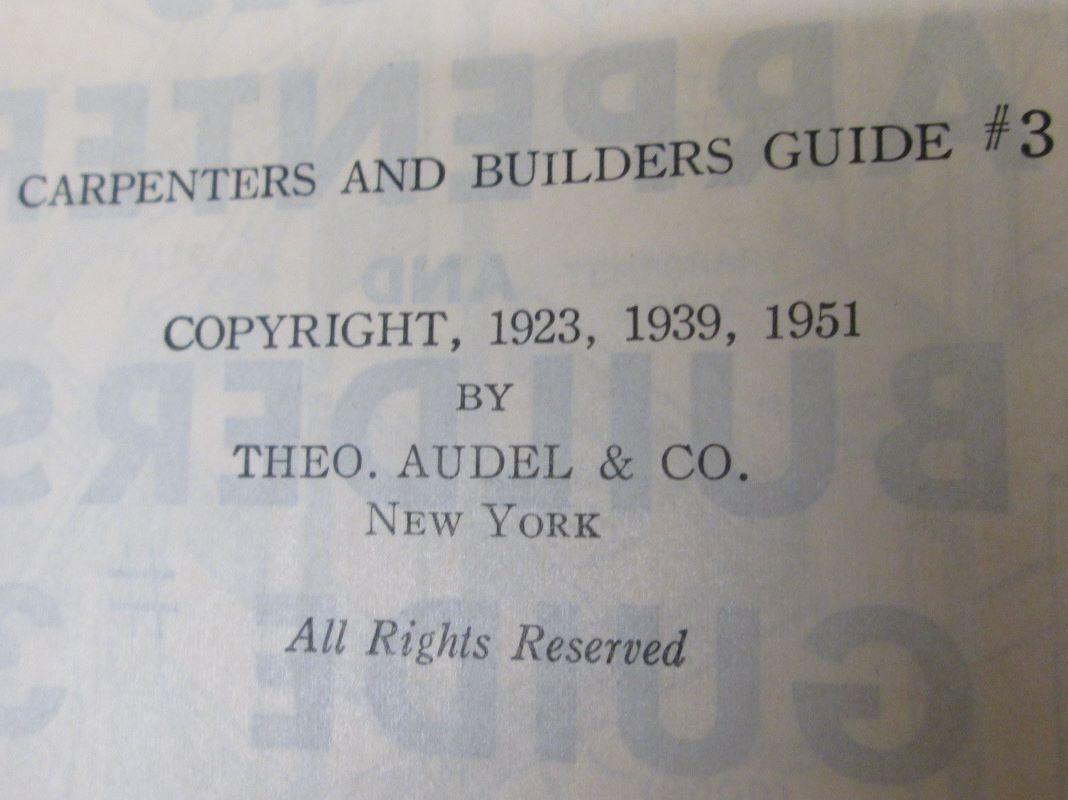 CARPENTERS AND BUILDERS GUIDE #3
COPYRIGHT, 1923, 1939, 1951
BY
THEO. AUDEL & CO.
NEW YORK
All Rights Reserved